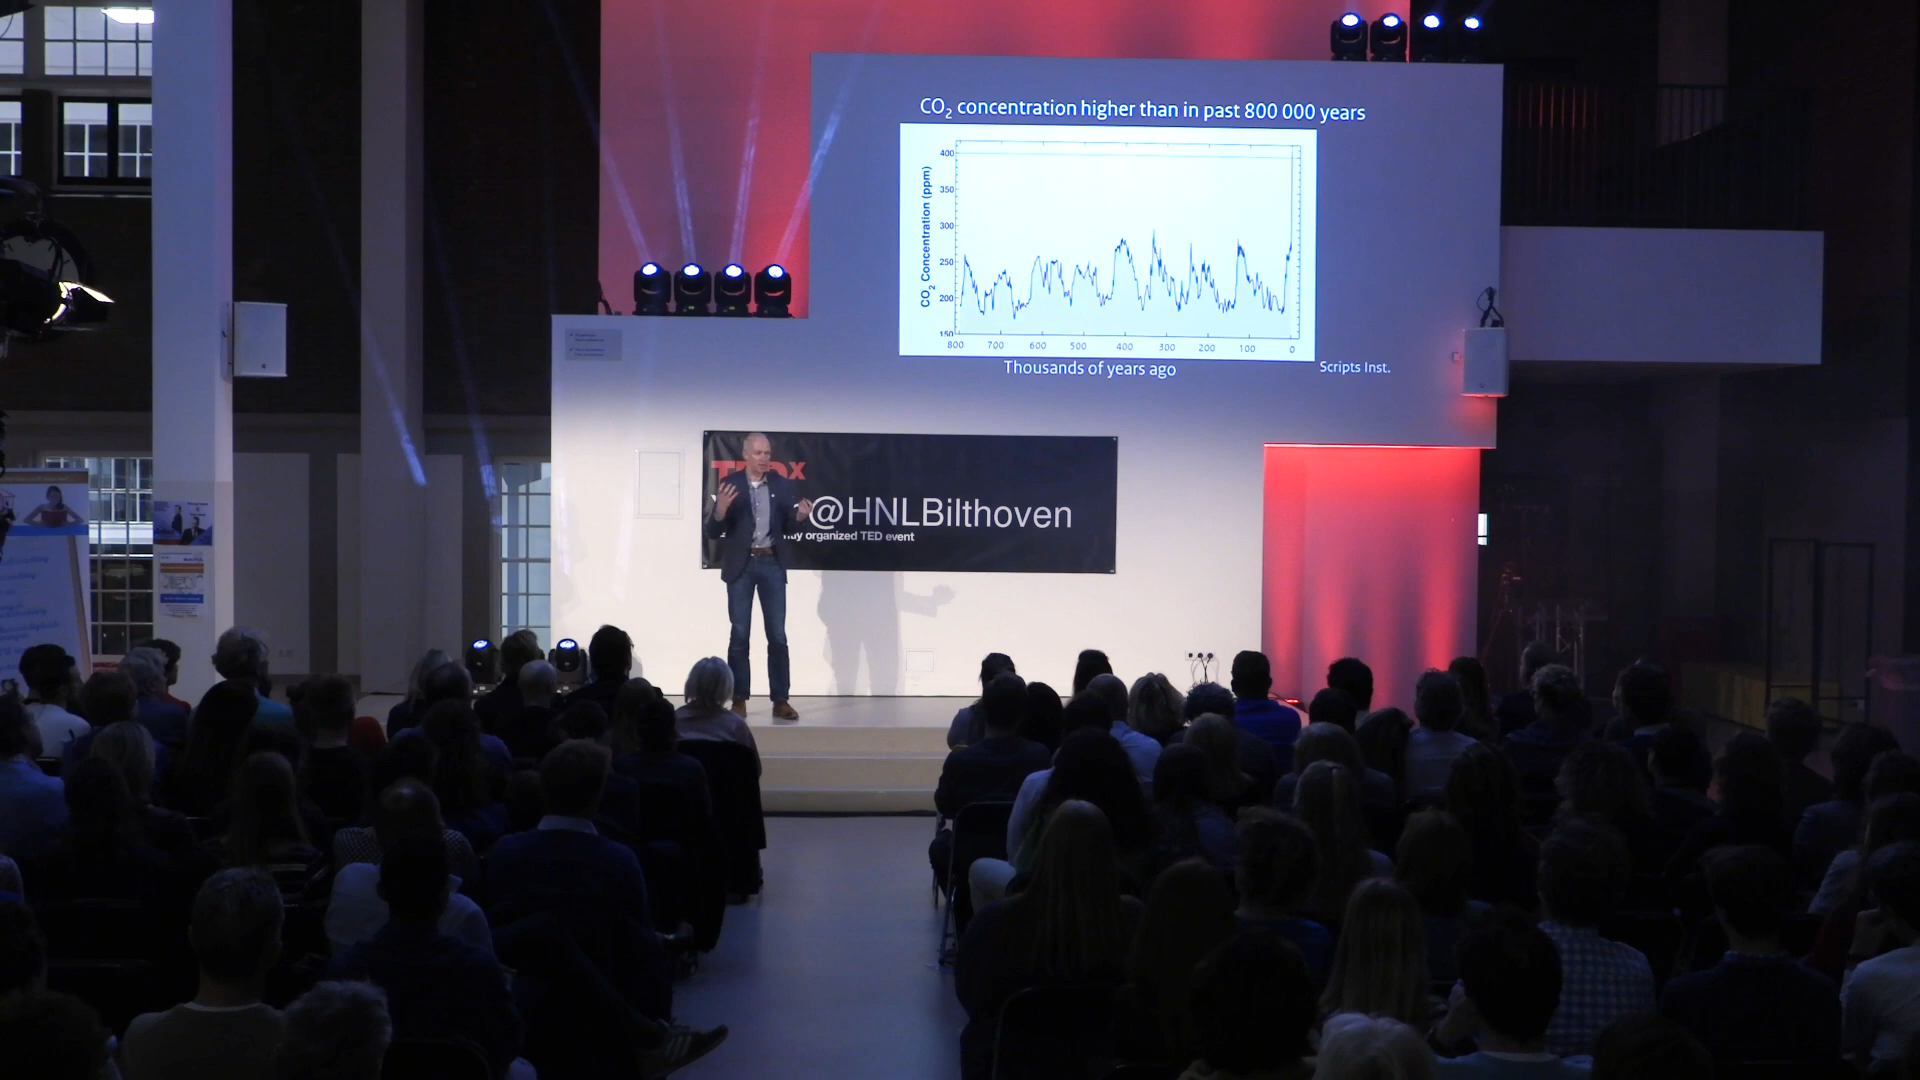 CO2 concentration higher than in past 800 000 years
CO2 Concentration (ppm)
400
350
300
250
200
150
800 700 600 500 400 300 200 100 0
Thousands of years ago
Scripts Inst.
x
@HNLBilthoven
organized TED event